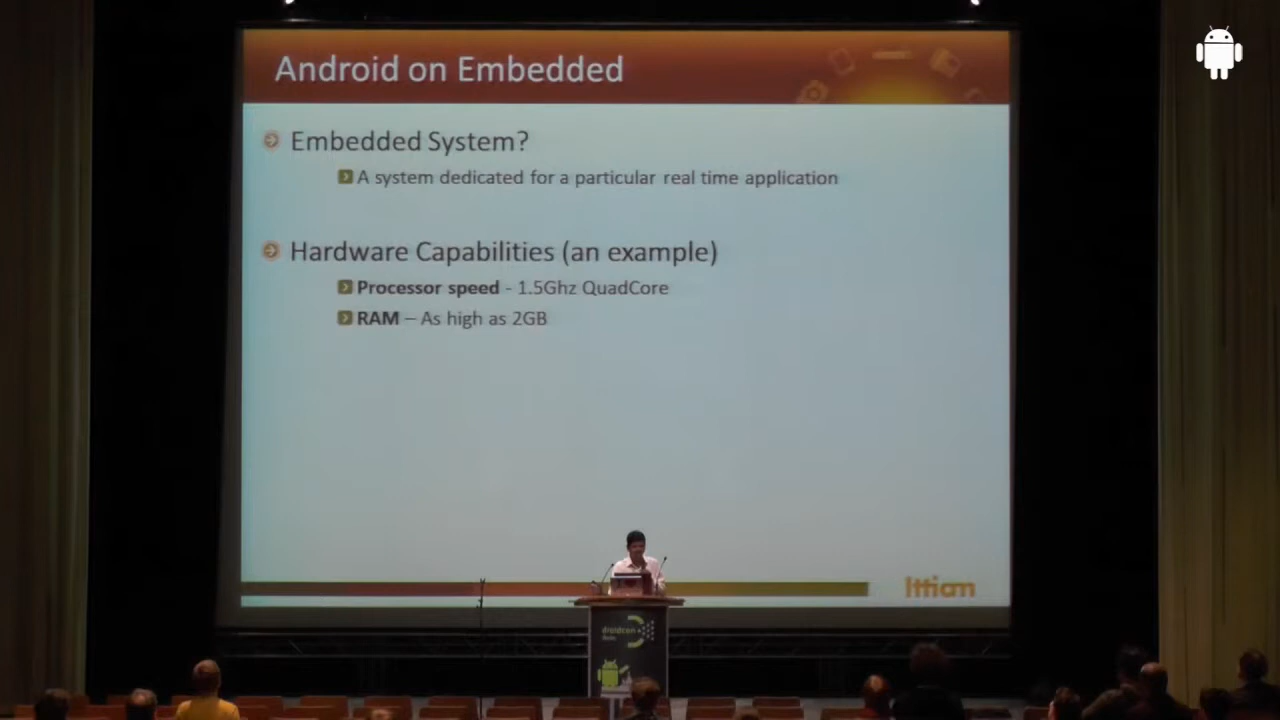 Android on Embedded
Embedded System?
A system dedicated for a particular real time application
Hardware Capabilities (an example)
Processor speed - 1.5Ghz QuadCore
RAM – As high as 2GB
Ittiam
droidcon